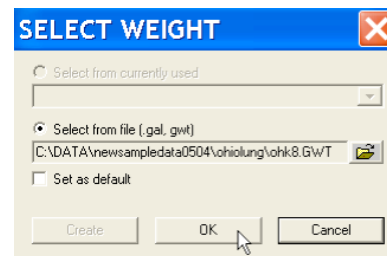 SELECT WEIGHT
Select from currently used
Select from file (.gal, gwt)
C:\DATA\newsampledata0504\ohiolung\ohk8.GWT
Set as default
Create OK Cancel